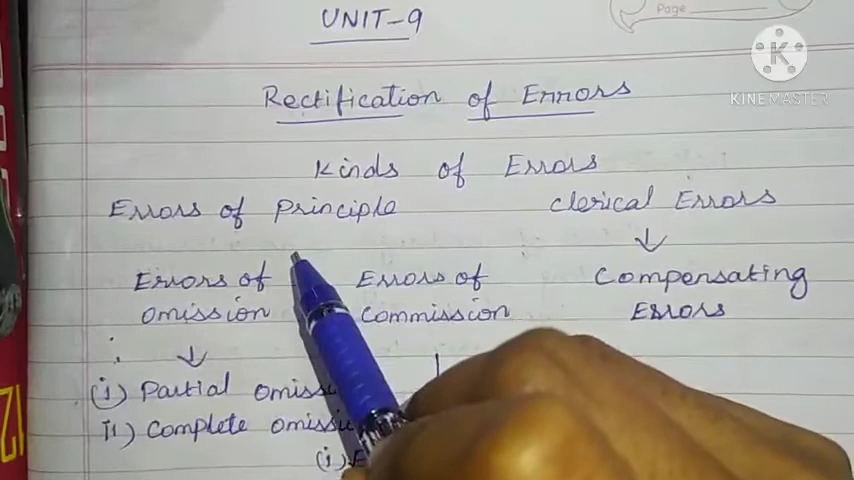 Page
UNIT-9
K
KINEMASTER
Rectification of Errors
Kinds of Errors
Errors of principle
clerical Errors
Errors of
omission
Errors of
commission
Compensating
Errors
(i) Partial
ii) Complete
(i)
12